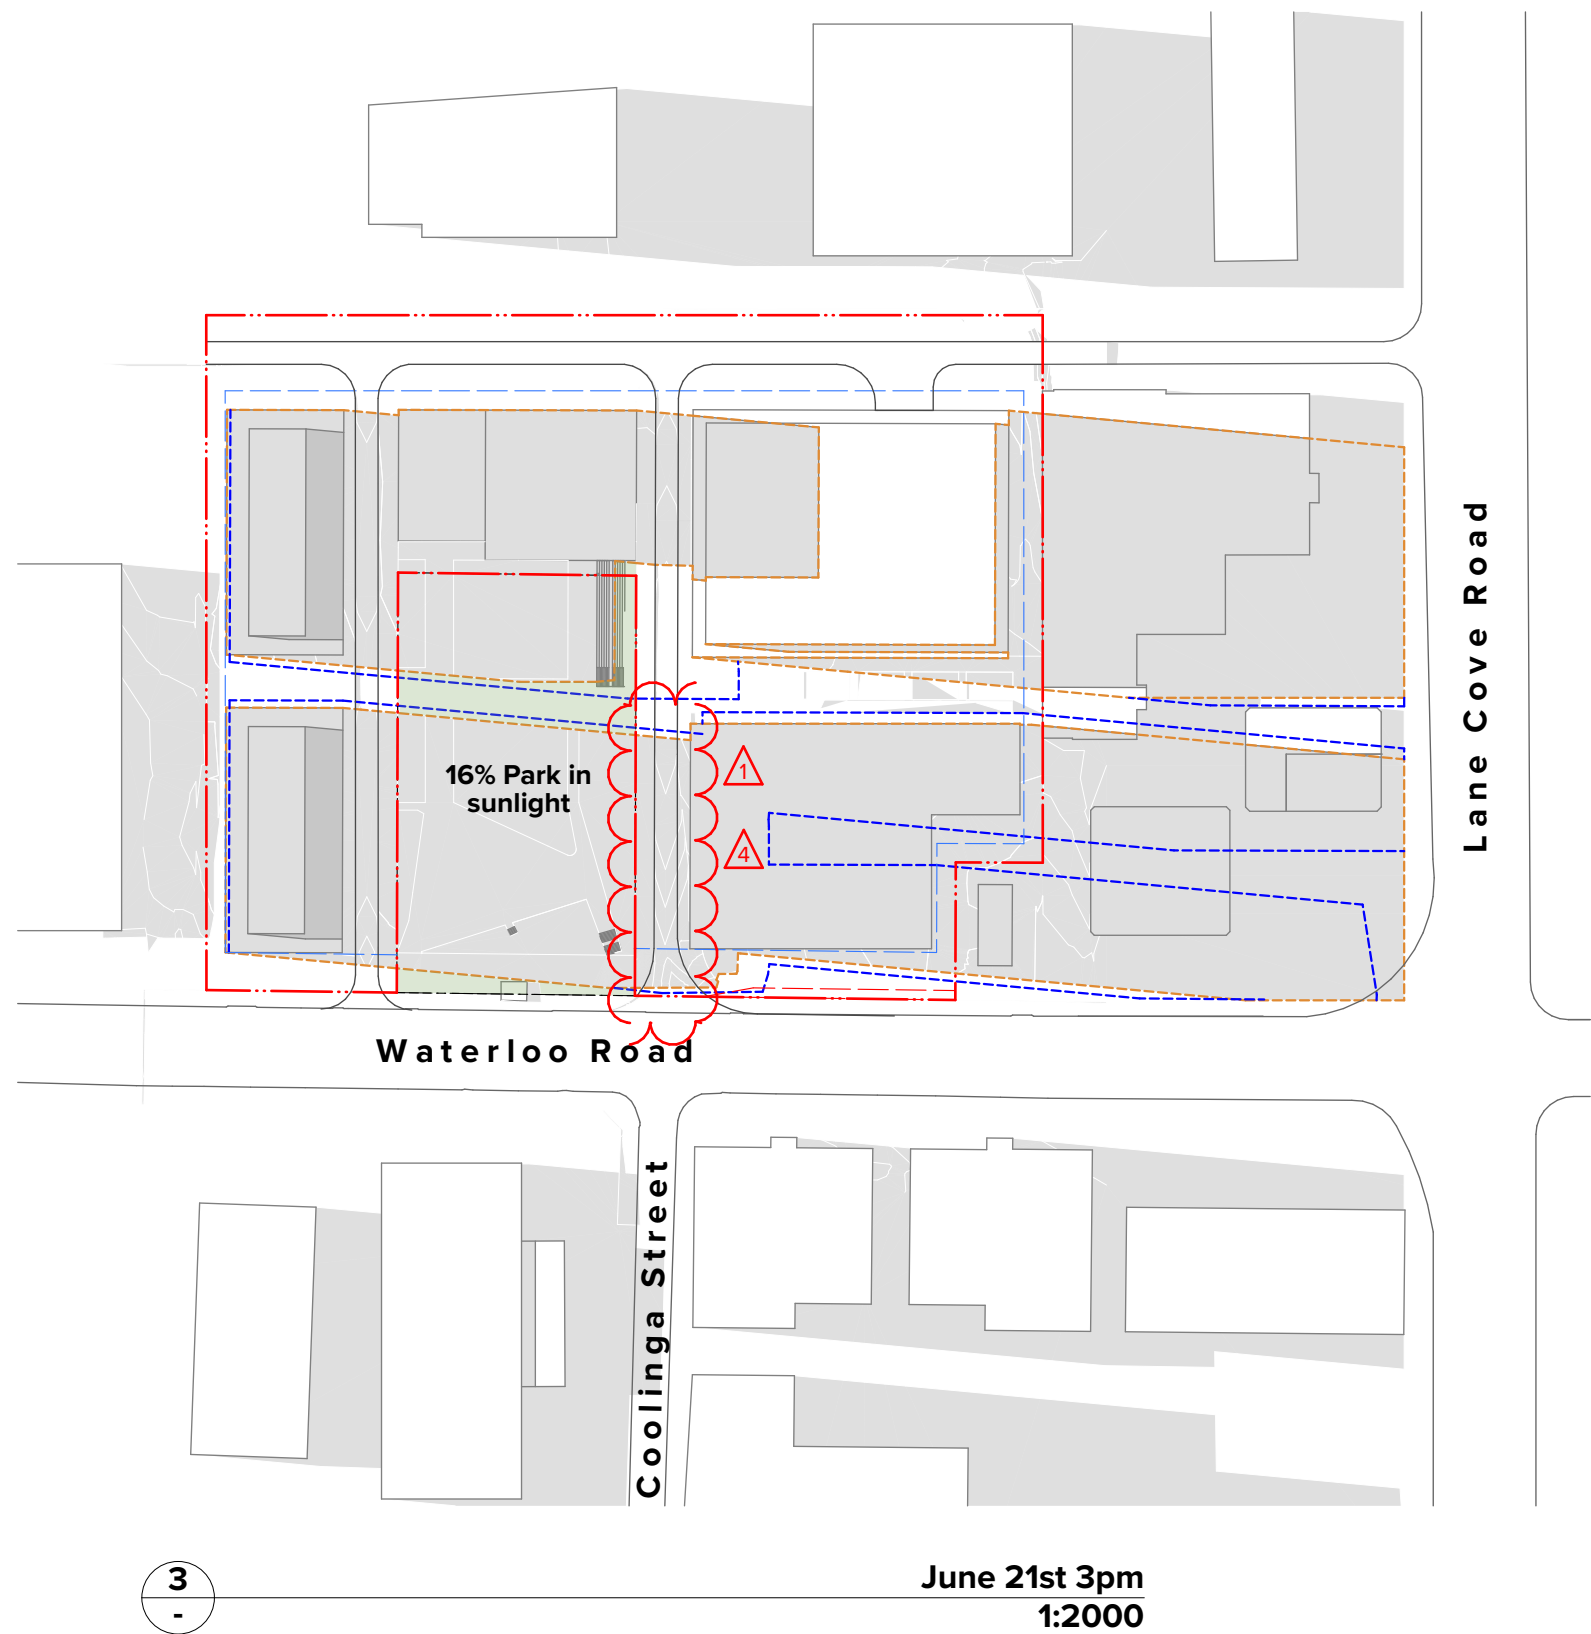 Lane Cove Road
16% Park in
sunlight
1
4
Waterloo Road
Coolinga Street
3
-
June 21st 3pm
1:2000